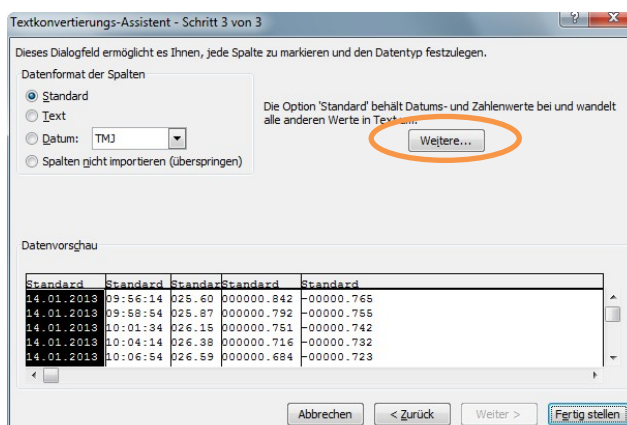 Textkonvertierungs-Assistent - Schritt 3 von 3
Dieses Dialogfeld ermöglicht es Ihnen, jede Spalte zu markieren und den Datentyp festzulegen.
Datenformat der Spalten
Standard
Text
Datum: TMJ
Spalten nicht importieren (überspringen)
Die Option 'Standard' behält Datums- und Zahlenwerte bei und wandelt
alle anderen Werte in Text um.
Weitere...
Datenvorschau
Standard Standard Standar Standard Standard
14.01.2013 09:56:14 025.60 000000.842 -00000.765
14.01.2013 09:58:54 025.87 000000.792 -00000.755
14.01.2013 10:01:34 026.15 000000.751 -00000.742
14.01.2013 10:04:14 026.38 000000.716 -00000.732
14.01.2013 10:06:54 026.59 000000.684 -00000.723
Abbrechen < Zurück Weiter > Fertig stellen